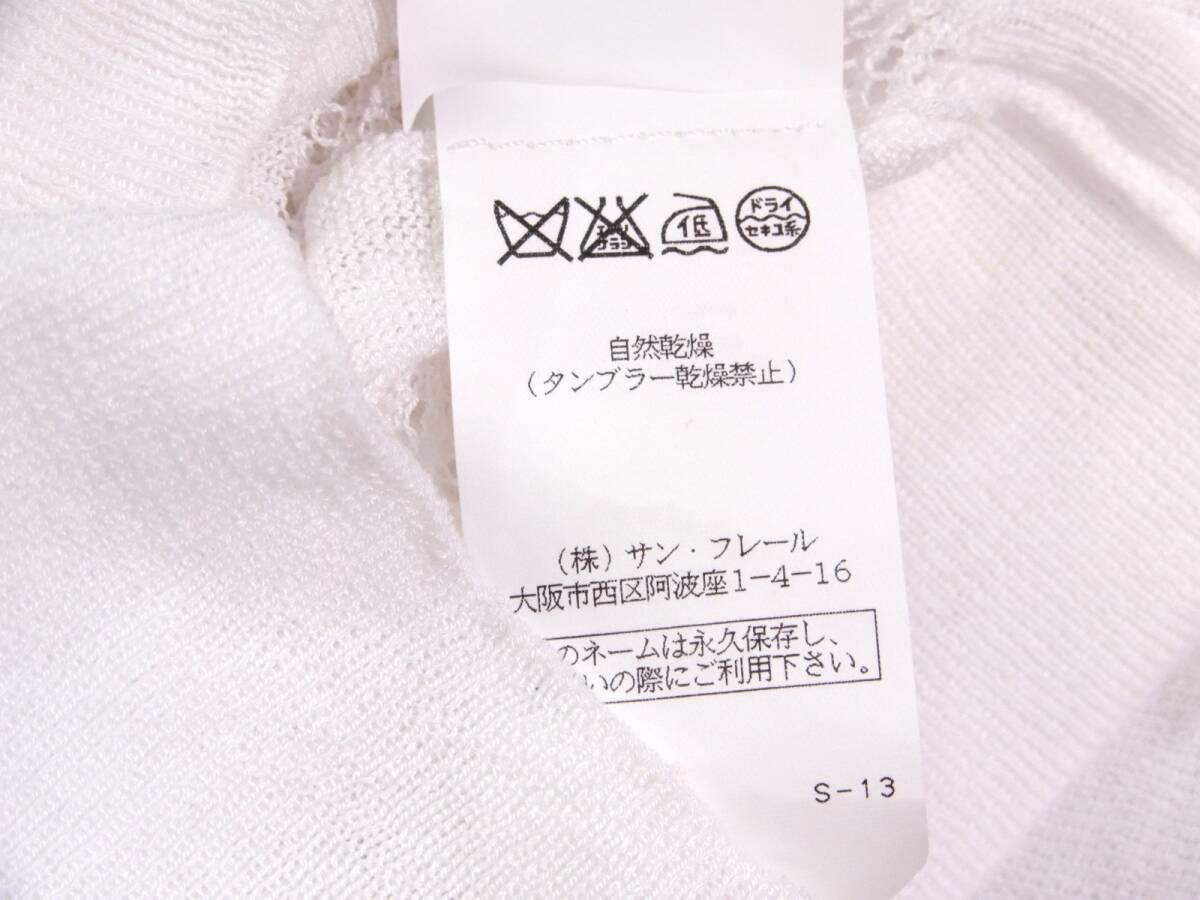 低
ドライ
セキユ系
自然乾燥
(タンブラー乾燥禁止)
(株)サン・フレール
大阪市西区阿波座1-4-16
のネームは永久保存し、
いの際にご利用下さい。
S-13